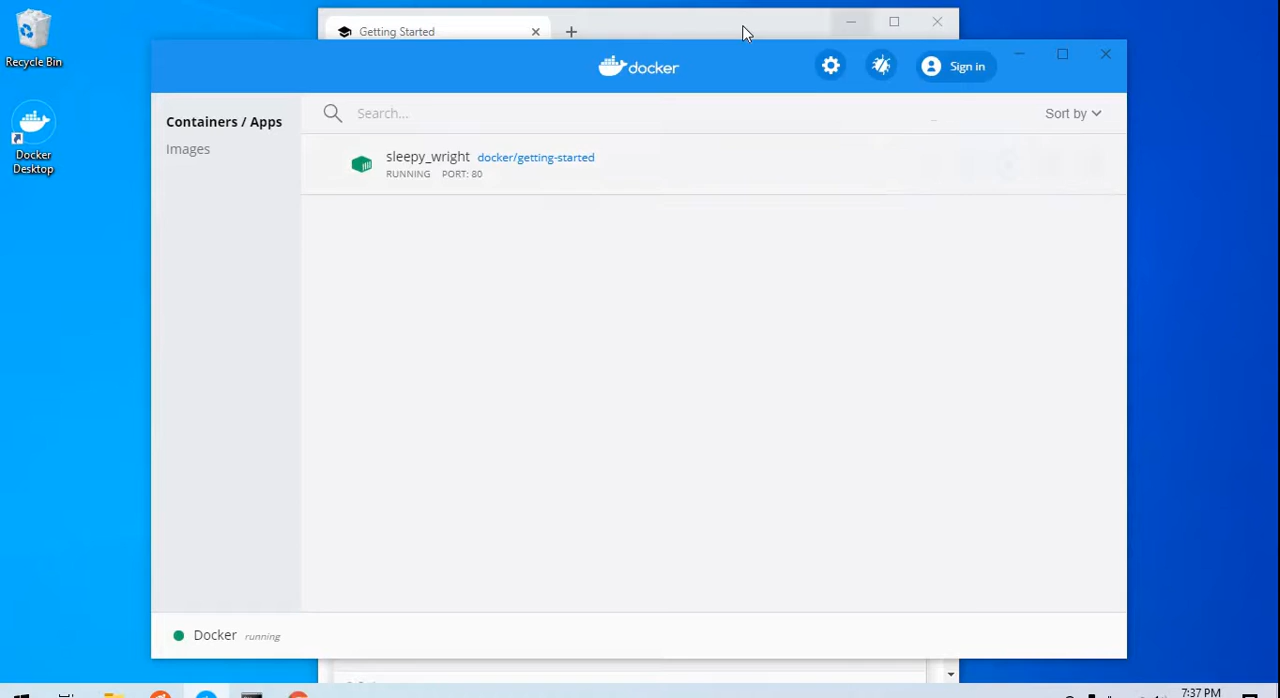 Recycle Bin
Docker
Desktop
Getting Started
docker
Sign in
Containers / Apps
Images
Search...
Sort by
sleepy_wright docker/getting-started
RUNNING PORT: 80
Docker running
7:37 PM